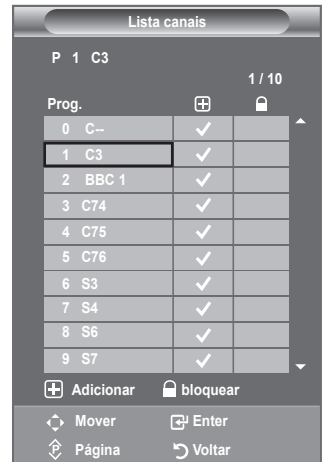 Lista canais
P 1 C3
1 / 10
Prog.
0 C--
1 C3
2 BBC 1
3 C74
4 C75
5 C76
6 S3
7 S4
8 S6
9 S7
Adicionar bloquear
Mover Enter
P Página Voltar